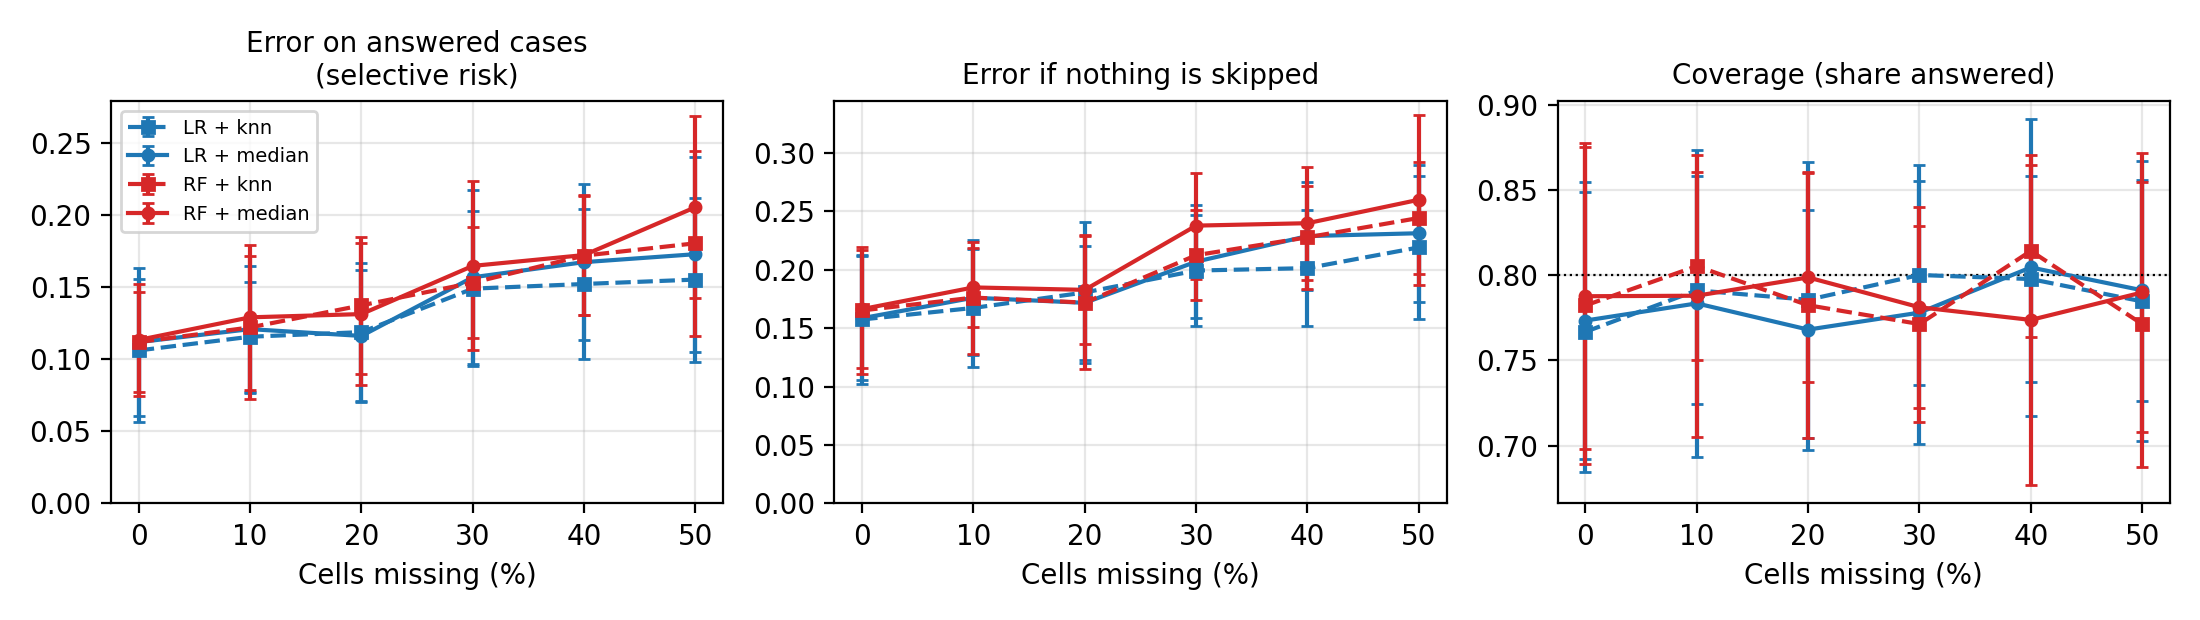 Error on answered cases
(selective risk)
0.25
0.20
0.15
0.10
0.05
0.00
LR + knn
LR + median
RF + knn
RF + median
0 10 20 30 40 50
Cells missing (%)
Error if nothing is skipped
0.30
0.25
0.20
0.15
0.10
0.05
0.00
0 10 20 30 40 50
Cells missing (%)
Coverage (share answered)
0.90
0.85
0.80
0.75
0.70
0 10 20 30 40 50
Cells missing (%)